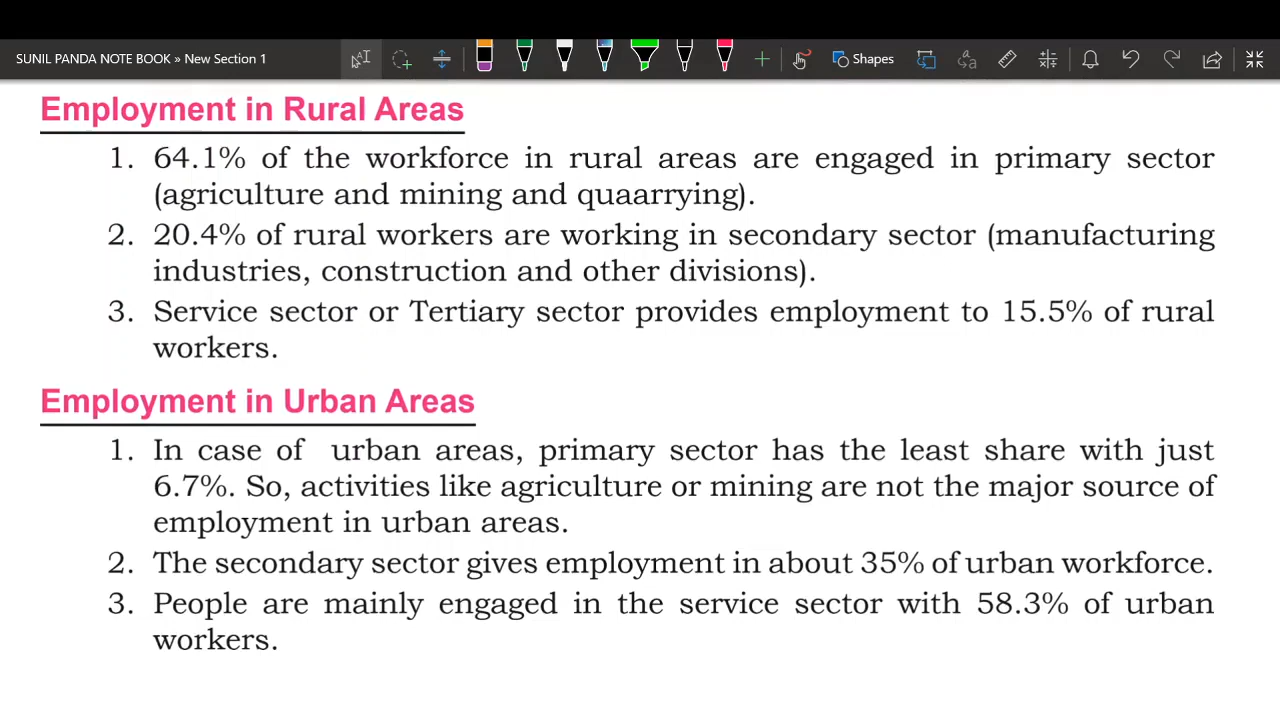 SUNIL PANDA NOTE BOOK » New Section 1
Shapes
Employment in Rural Areas
1. 64.1% of the workforce in rural areas are engaged in primary sector
(agriculture and mining and quaarrying).
2. 20.4% of rural workers are working in secondary sector (manufacturing
industries, construction and other divisions).
3. Service sector or Tertiary sector provides employment to 15.5% of rural
workers.
Employment in Urban Areas
1. In case of urban areas, primary sector has the least share with just
6.7%. So, activities like agriculture or mining are not the major source of
employment in urban areas.
2. The secondary sector gives employment in about 35% of urban workforce.
3. People are mainly engaged in the service sector with 58.3% of urban
workers.